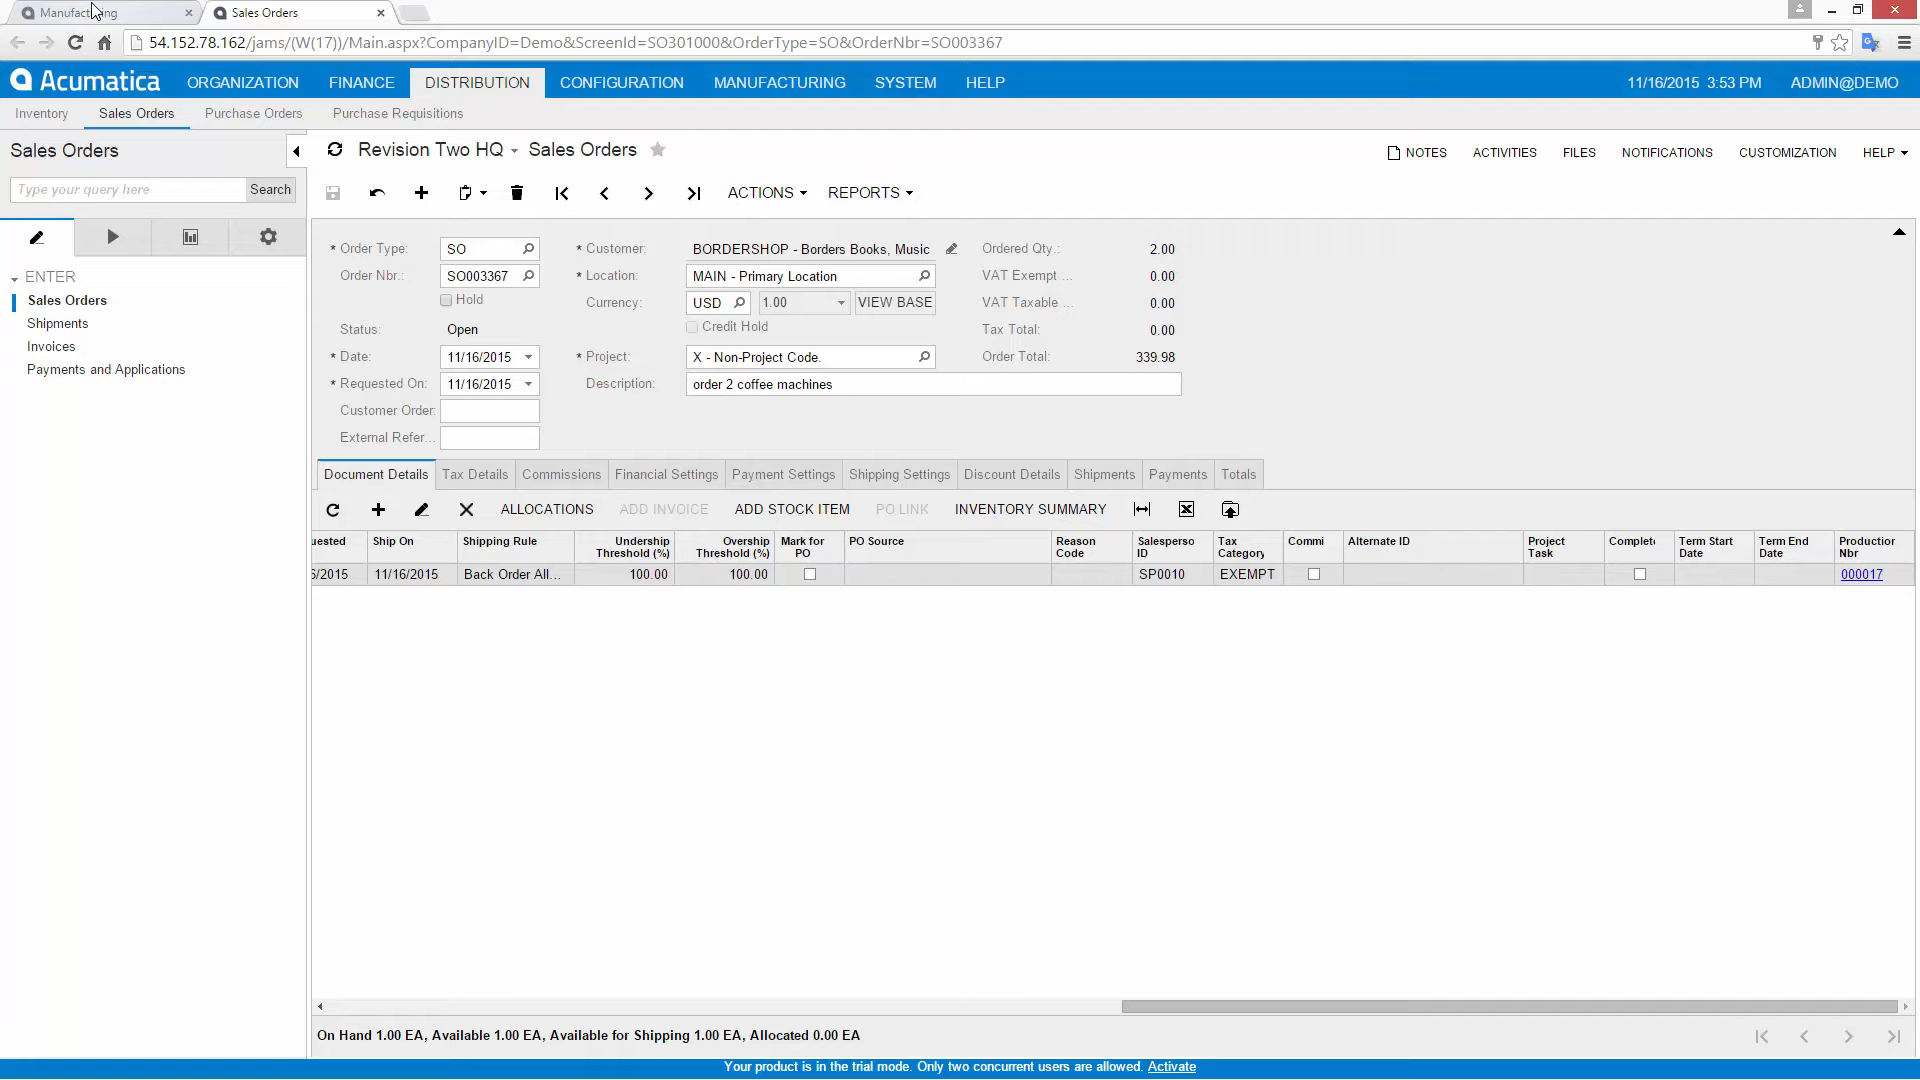 Manufacturing
Sales Orders
54.152.78.162/jams/(W(17))/Main.aspx?CompanyID=Demo&ScreenId=SO301000&OrderType=SO&OrderNbr=SO003367
Acumatica ORGANIZATION FINANCE DISTRIBUTION CONFIGURATION MANUFACTURING SYSTEM HELP 11/16/2015 3:53 PM ADMIN@DEMO
Inventory Sales Orders Purchase Orders Purchase Requisitions
Sales Orders
Type your query here Search
ENTER
Sales Orders
Shipments
Invoices
Payments and Applications
Revision Two HQ Sales Orders
NOTES ACTIVITIES FILES NOTIFICATIONS CUSTOMIZATION HELP
ACTIONS REPORTS
* Order Type: SO * Customer: BORDERSHOP - Borders Books, Music Ordered Qty.: 2.00
Order Nbr.: SO003367 * Location: MAIN - Primary Location VAT Exempt ... 0.00
Hold Currency: USD 1.00 VIEW BASE VAT Taxable ... 0.00
Status: Open Credit Hold Tax Total: 0.00
* Date: 11/16/2015 * Project: X - Non-Project Code. Order Total: 339.98
* Requested On: 11/16/2015 Description: order 2 coffee machines
Customer Order:
External Refer...
Document Details Tax Details Commissions Financial Settings Payment Settings Shipping Settings Discount Details Shipments Payments Totals
ALLOCATIONS ADD INVOICE ADD STOCK ITEM PO LINK INVENTORY SUMMARY
uested Ship On Shipping Rule Undership Threshold (%) Overship Threshold (%) Mark for PO PO Source Reason Code Salesperso ID Tax Category Commi Alternate ID Project Task Complete Term Start Date Term End Date Production Nbr
6/2015 11/16/2015 Back Order All... 100.00 100.00 SP0010 EXEMPT 000017
On Hand 1.00 EA, Available 1.00 EA, Available for Shipping 1.00 EA, Allocated 0.00 EA
Your product is in the trial mode. Only two concurrent users are allowed. Activate